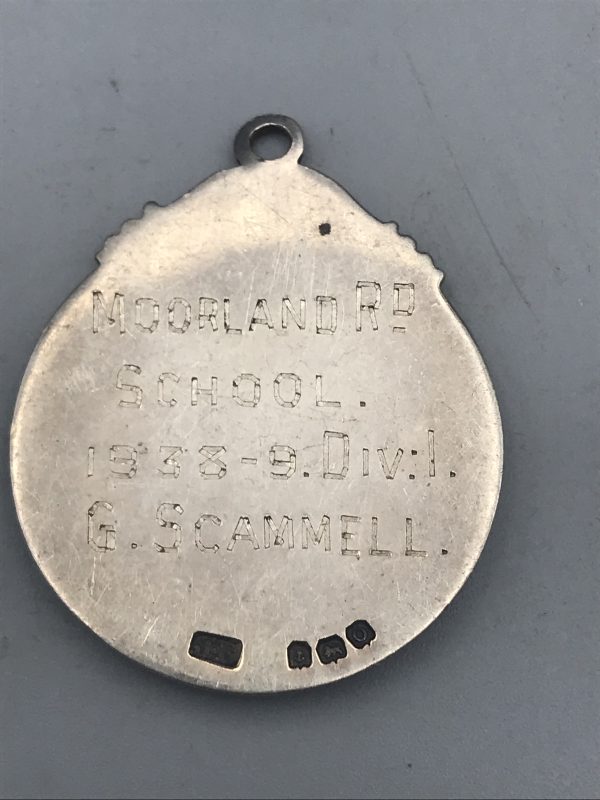 MOORLAND RD
SCHOOL.
1938-9. DIV:1.
G. SCAMMELL.